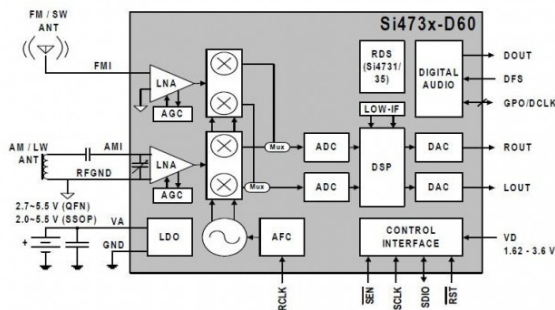 Si473x-D60
FM / SW
ANT
FMI
LNA
AGC
RDS
(Si4731/
35)
DIGITAL
AUDIO
DOUT
DFS
GPO/DCLK
LOW-IF
AM / LW
ANT
AMI
RFGND
LNA
AGC
Mux
Mux
ADC
ADC
DSP
DAC
DAC
ROUT
LOUT
2.7~5.5 V (QFN)
2.0~5.5 V (SSOP)
VA
+
GND
LDO
AFC
CONTROL
INTERFACE
VD
1.62 - 3.6 V
RCLK
SEN
SCLK
SDIO
RST